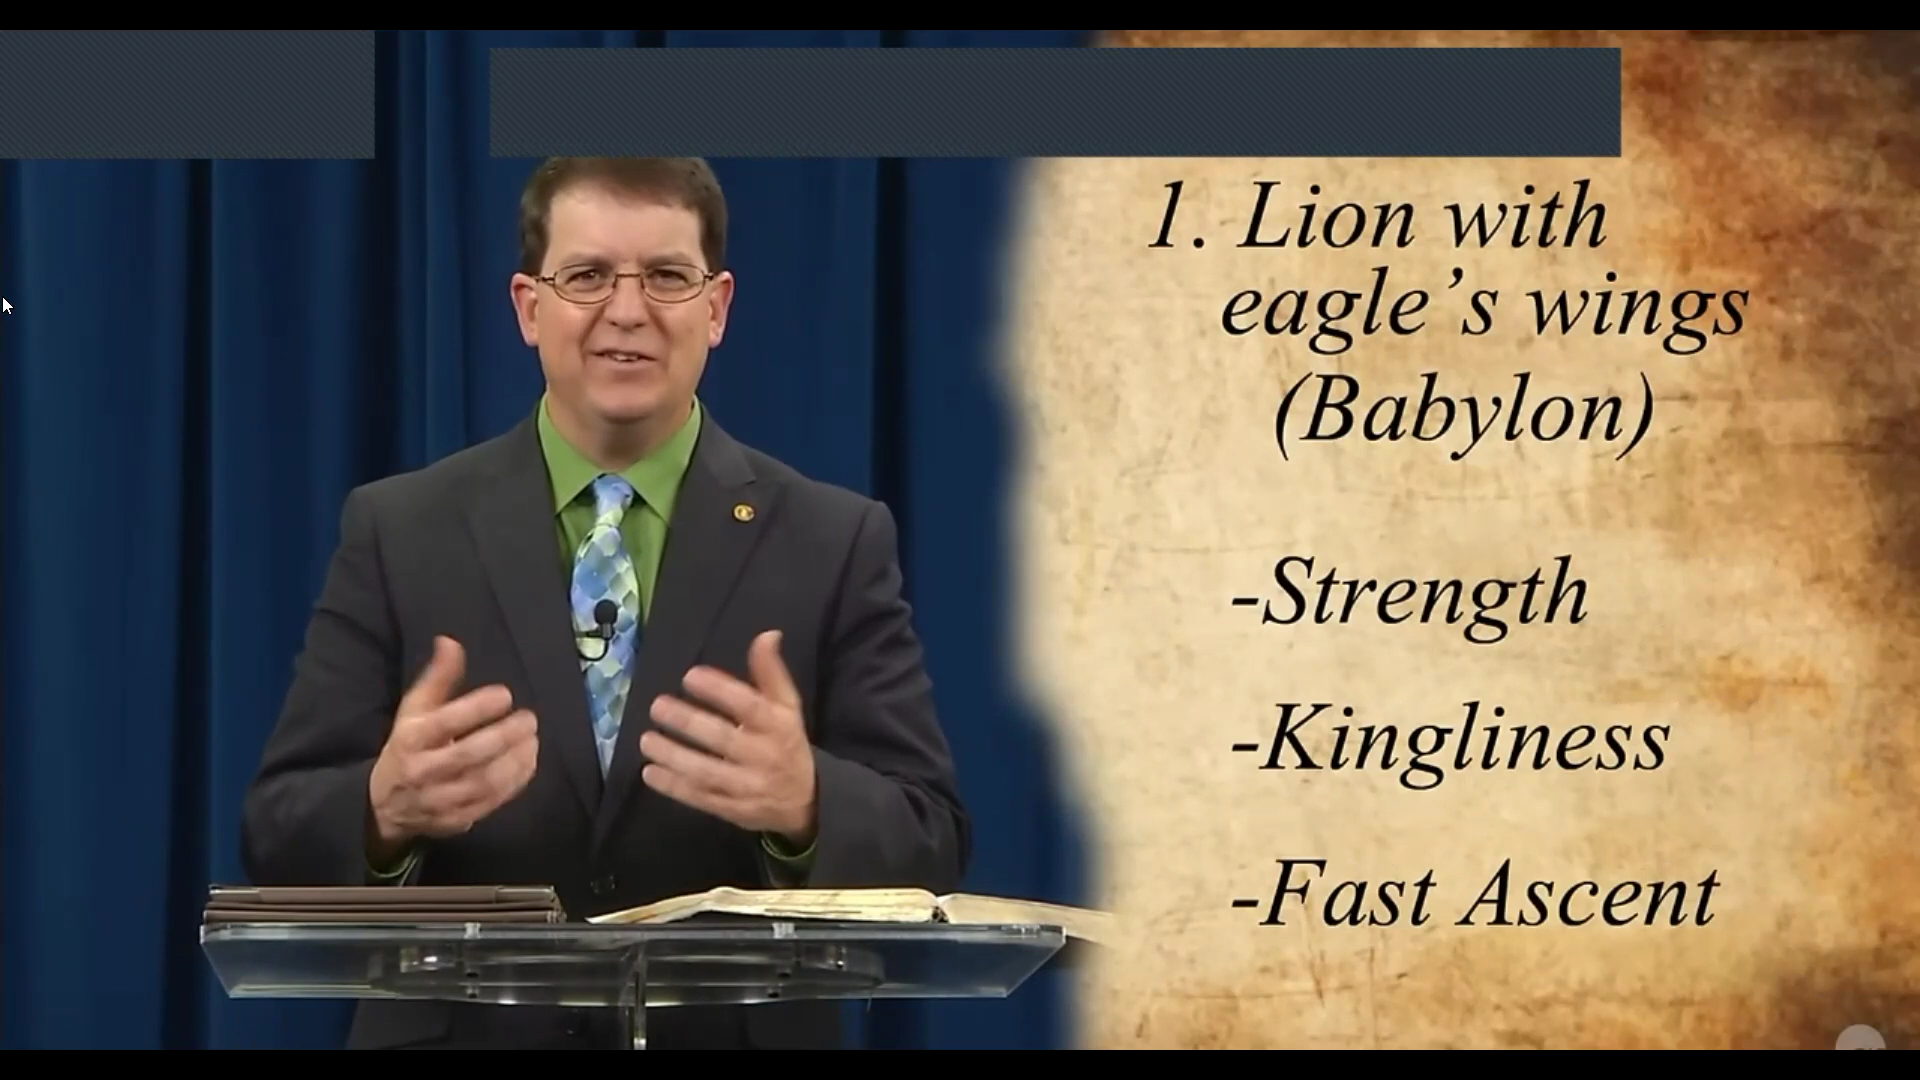 1. Lion with
eagle’s wings
(Babylon)
-Strength
-Kingliness
-Fast Ascent